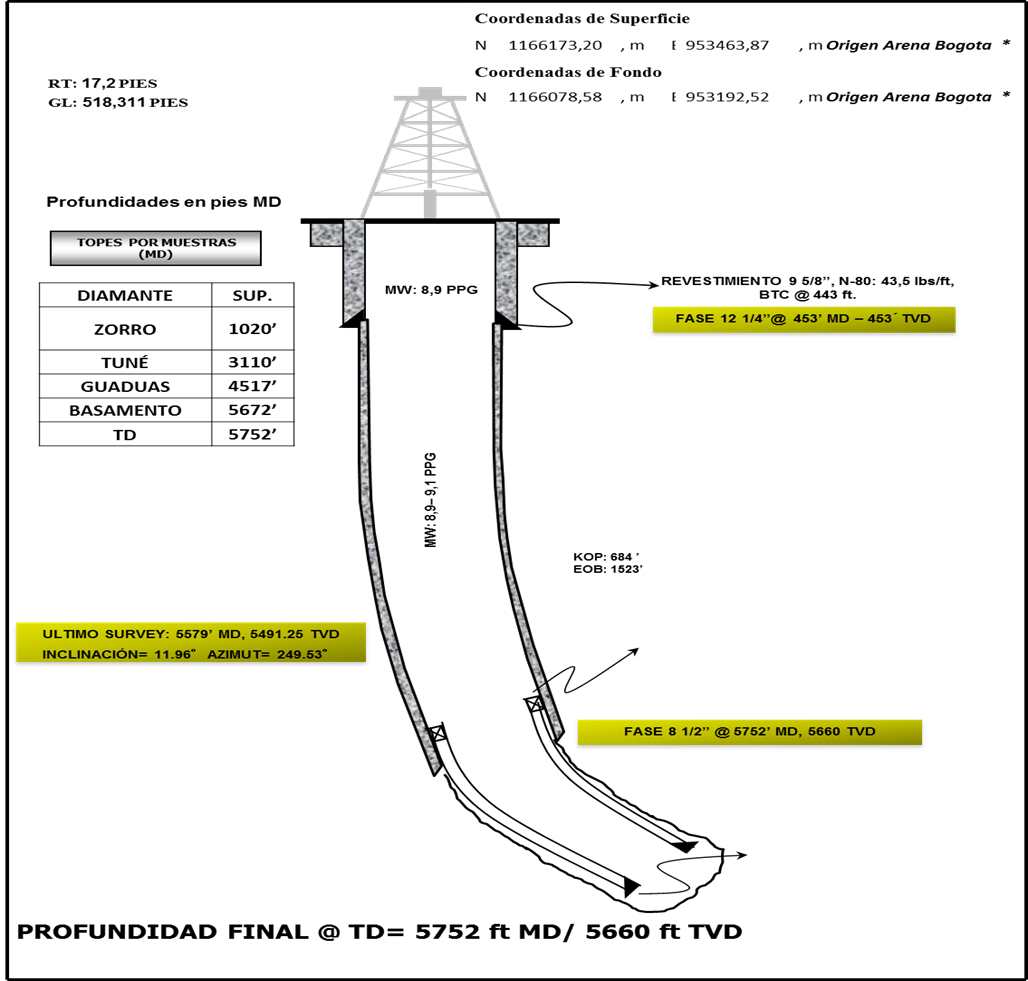 Coordenadas de Superficie
N 1166173,20 , m E 953463,87 , m Origen Arena Bogota *
Coordenadas de Fondo
N 1166078,58 , m E 953192,52 , m Origen Arena Bogota *
RT: 17,2 PIES
GL: 518,311 PIES
Profundidades en pies MD
TOPES POR MUESTRAS
(MD)
DIAMANTE SUP.
ZORRO 1020’
TUNÉ 3110’
GUADUAS 4517’
BASAMENTO 5672’
TD 5752’
MW: 8,9 PPG
REVESTIMIENTO 9 5/8”, N-80: 43,5 lbs/ft,
BTC @ 443 ft.
FASE 12 1/4”@ 453’ MD – 453´ TVD
MW: 8,9– 9,1 PPG
KOP: 684 ’
EOB: 1523’
ULTIMO SURVEY: 5579’ MD, 5491.25 TVD
INCLINACIÓN= 11.96° AZIMUT= 249.53°
FASE 8 1/2” @ 5752’ MD, 5660 TVD
PROFUNDIDAD FINAL @ TD= 5752 ft MD/ 5660 ft TVD